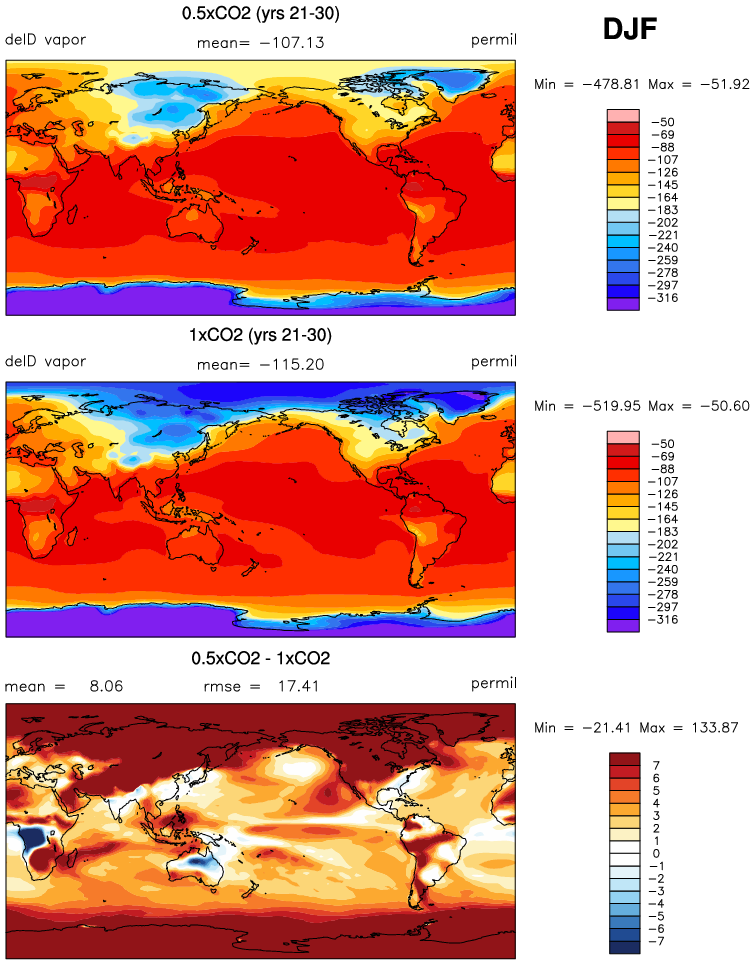 0.5xCO2 (yrs 21-30)
DJF
delD vapor
mean= −107.13
permil
Min = −478.81 Max = −51.92
−50
−69
−88
−107
−126
−145
−164
−183
−202
−221
−240
−259
−278
−297
−316
1xCO2 (yrs 21-30)
delD vapor
mean= −115.20
permil
Min = −519.95 Max = −50.60
−50
−69
−88
−107
−126
−145
−164
−183
−202
−221
−240
−259
−278
−297
−316
0.5xCO2 - 1xCO2
mean = 8.06
rmse = 17.41
permil
Min = −21.41 Max = 133.87
7
6
5
4
3
2
1
0
−1
−2
−3
−4
−5
−6
−7